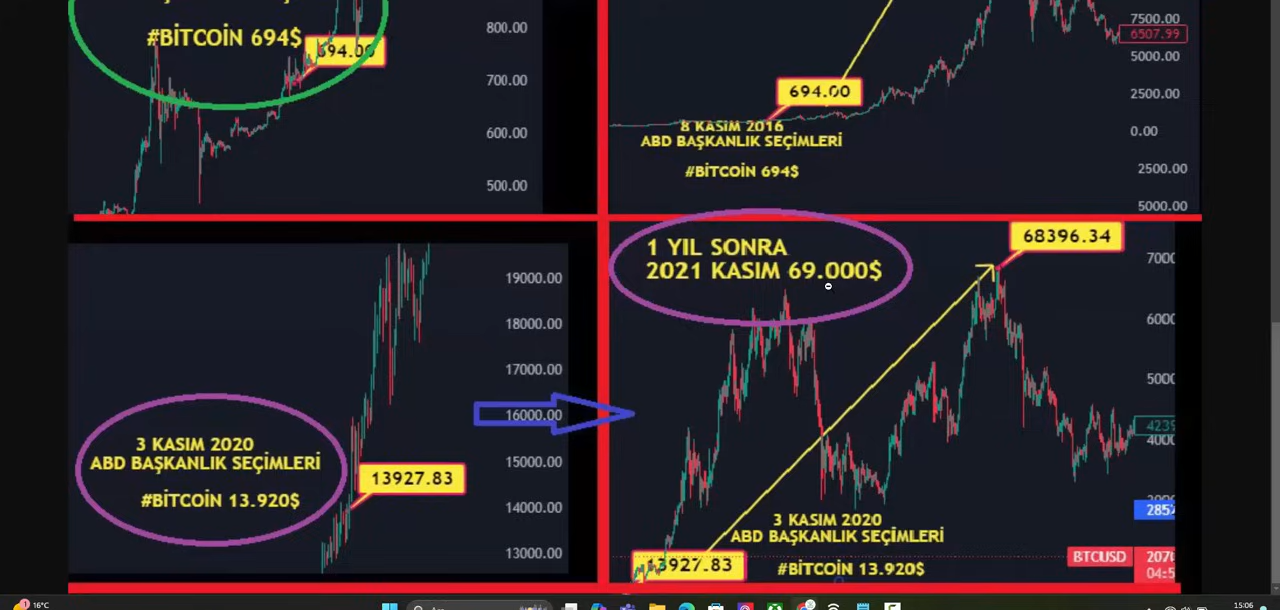 #BİTCOİN 694$
694.00
800.00
700.00
600.00
500.00
7500.00
6507.99
5000.00
2500.00
0.00
2500.00
5000.00
694.00
8 KASIM 2016
ABD BAŞKANLIK SEÇİMLERİ
#BİTCOİN 694$
19000.00
18000.00
17000.00
16000.00
15000.00
14000.00
13000.00
3 KASIM 2020
ABD BAŞKANLIK SEÇİMLERİ
#BİTCOİN 13.920$
13927.83
1 YIL SONRA
2021 KASIM 69.000$
68396.34
3 KASIM 2020
ABD BAŞKANLIK SEÇİMLERİ
#BİTCOİN 13.920$
13927.83
BTCUSD
16°C
15:06